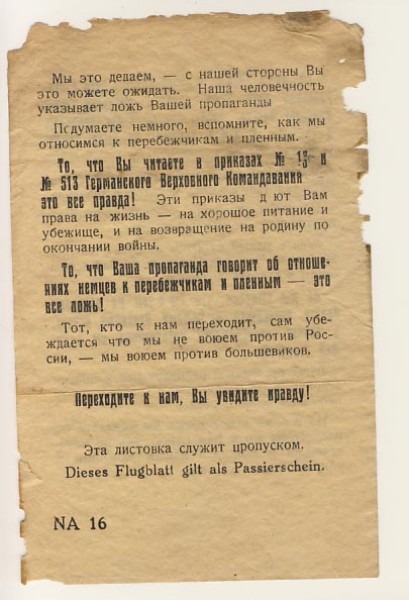 Мы это делаем, — с нашей стороны Вы
это можете ожидать. Наша человечность
указывает ложь Вашей пропаганды
Подумаете немного, вспомните, как мы
относимся к перебежчикам и пленным.
То, что Вы читаете в приказах № и
№ 513 Германского Верховного Командавания
это все правда! Эти приказы д ют Вам
права на жизнь — на хорошое питание и
убежище, и на возвращение на родину по
окончании войны.
То, что Ваша пропаганда говорит об отноше-
ниях немцев к перебежчикам и пленным — это
все ложь!
Тот, кто к нам переходит, сам убе-
ждается что мы не воюем против Рос-
сии, — мы воюем против большевиков.
Переходите к нам, Вы увидите правду!
Эта листовка служит пропуском.
Dieses Flugblatt gilt als Passierschein.
NA 16